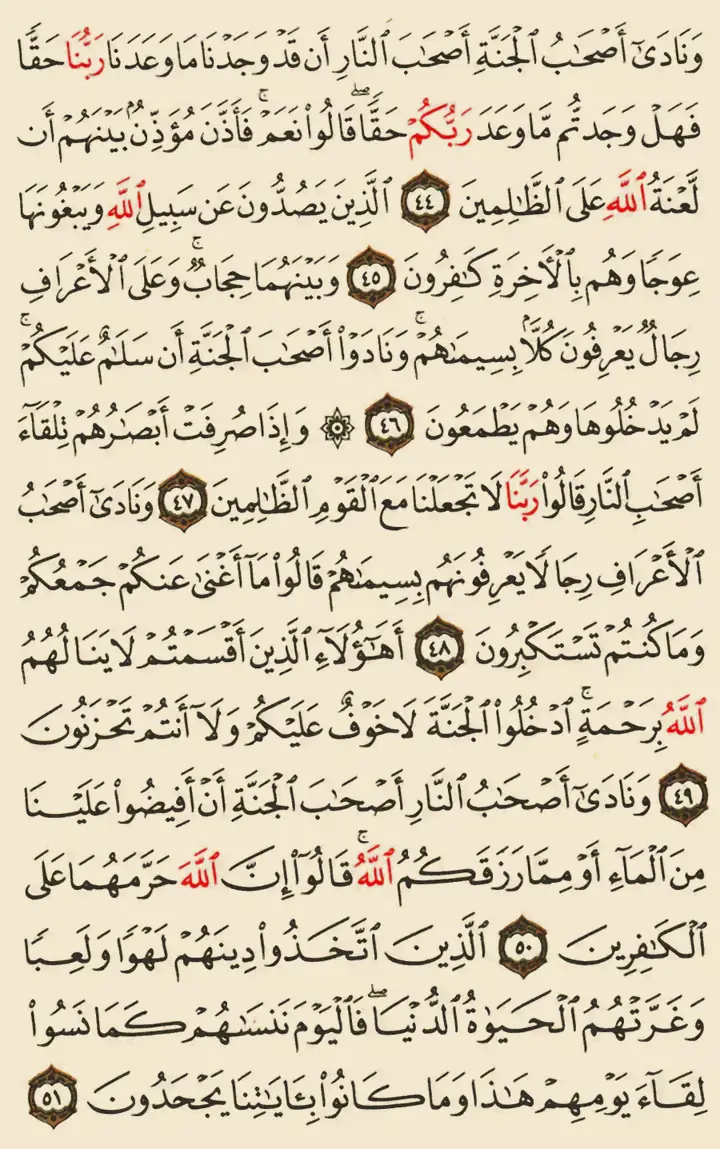 وَنَادَىٰٓ أَصْحَٰبُ ٱلْجَنَّةِ أَصْحَٰبَ ٱلنَّارِ أَن قَدْ وَجَدْنَا مَا وَعَدَنَا رَبُّنَا حَقًّا
فَهَلْ وَجَدتُّم مَّا وَعَدَ رَبُّكُمْ حَقًّاۖ قَالُوا۟ نَعَمْۚ فَأَذَّنَ مُؤَذِّنٌۢ بَيْنَهُمْ أَن
لَّعْنَةُ ٱللَّهِ عَلَى ٱلظَّٰلِمِينَ ٤٤ ٱلَّذِينَ يَصُدُّونَ عَن سَبِيلِ ٱللَّهِ وَيَبْغُونَهَا
عِوَجًا وَهُم بِٱلْأَخِرَةِ كَٰفِرُونَ ٤٥ وَبَيْنَهُمَا حِجَابٌۚ وَعَلَى ٱلْأَعْرَافِ
رِجَالٌ يَعْرِفُونَ كُلًّۢا بِسِيمَىٰهُمْۚ وَنَادَوْا۟ أَصْحَٰبَ ٱلْجَنَّةِ أَن سَلَٰمٌ عَلَيْكُمْۚ
لَمْ يَدْخُلُوهَا وَهُمْ يَطْمَعُونَ ٤٦ ۞ وَإِذَا صُرِفَتْ أَبْصَٰرُهُمْ تِلْقَآءَ
أَصْحَٰبِ ٱلنَّارِ قَالُوا۟ رَبَّنَا لَا تَجْعَلْنَا مَعَ ٱلْقَوْمِ ٱلظَّٰلِمِينَ ٤٧ وَنَادَىٰٓ أَصْحَٰبُ
ٱلْأَعْرَافِ رِجَالًا يَعْرِفُونَهُم بِسِيمَىٰهُمْ قَالُوا۟ مَآ أَغْنَىٰ عَنكُمْ جَمْعُكُمْ
وَمَا كُنتُمْ تَسْتَكْبِرُونَ ٤٨ أَهَٰٓؤُلَآءِ ٱلَّذِينَ أَقْسَمْتُمْ لَا يَنَالُهُمُ
ٱللَّهُ بِرَحْمَةٍۚ ٱدْخُلُوا۟ ٱلْجَنَّةَ لَا خَوْفٌ عَلَيْكُمْ وَلَآ أَنتُمْ تَحْزَنُونَ
٤٩ وَنَادَىٰٓ أَصْحَٰبُ ٱلنَّارِ أَصْحَٰبَ ٱلْجَنَّةِ أَنْ أَفِيضُوا۟ عَلَيْنَا
مِنَ ٱلْمَآءِ أَوْ مِمَّا رَزَقَكُمُ ٱللَّهُۚ قَالُوٓا۟ إِنَّ ٱللَّهَ حَرَّمَهُمَا عَلَى
ٱلْكَٰفِرِينَ ٥٠ ٱلَّذِينَ ٱتَّخَذُوا۟ دِينَهُمْ لَهْوًا وَلَعِبًا
وَغَرَّتْهُمُ ٱلْحَيَوٰةُ ٱلدُّنْيَاۖ فَٱلْيَوْمَ نَنسَىٰهُمْ كَمَا نَسُوا۟
لِقَآءَ يَوْمِهِمْ هَٰذَا وَمَا كَانُوا۟ بِـَٔايَٰتِنَا يَجْحَدُونَ ٥١